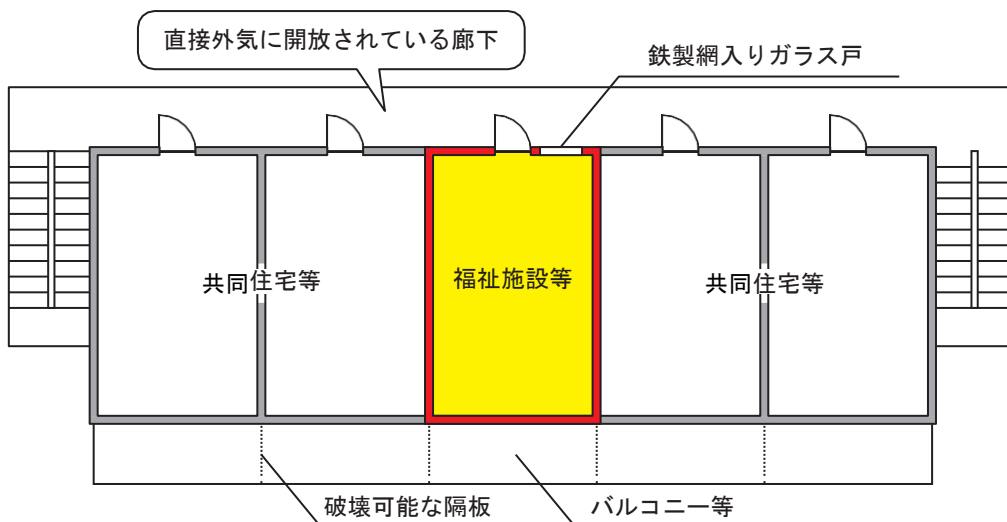 直接外気に開放されている廊下
鉄製網入りガラス戸
共同住宅等
福祉施設等
共同住宅等
破壊可能な隔板
バルコニー等